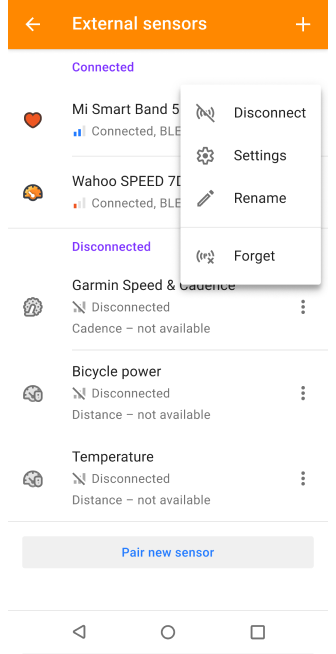 External sensors
Connected
Mi Smart Band 5
Connected, BLE
Wahoo SPEED 7D
Connected, BLE
Disconnect
Settings
Rename
Forget
Disconnected
Garmin Speed & Cadence
Disconnected
Cadence – not available
Bicycle power
Disconnected
Distance – not available
Temperature
Disconnected
Distance – not available
Pair new sensor